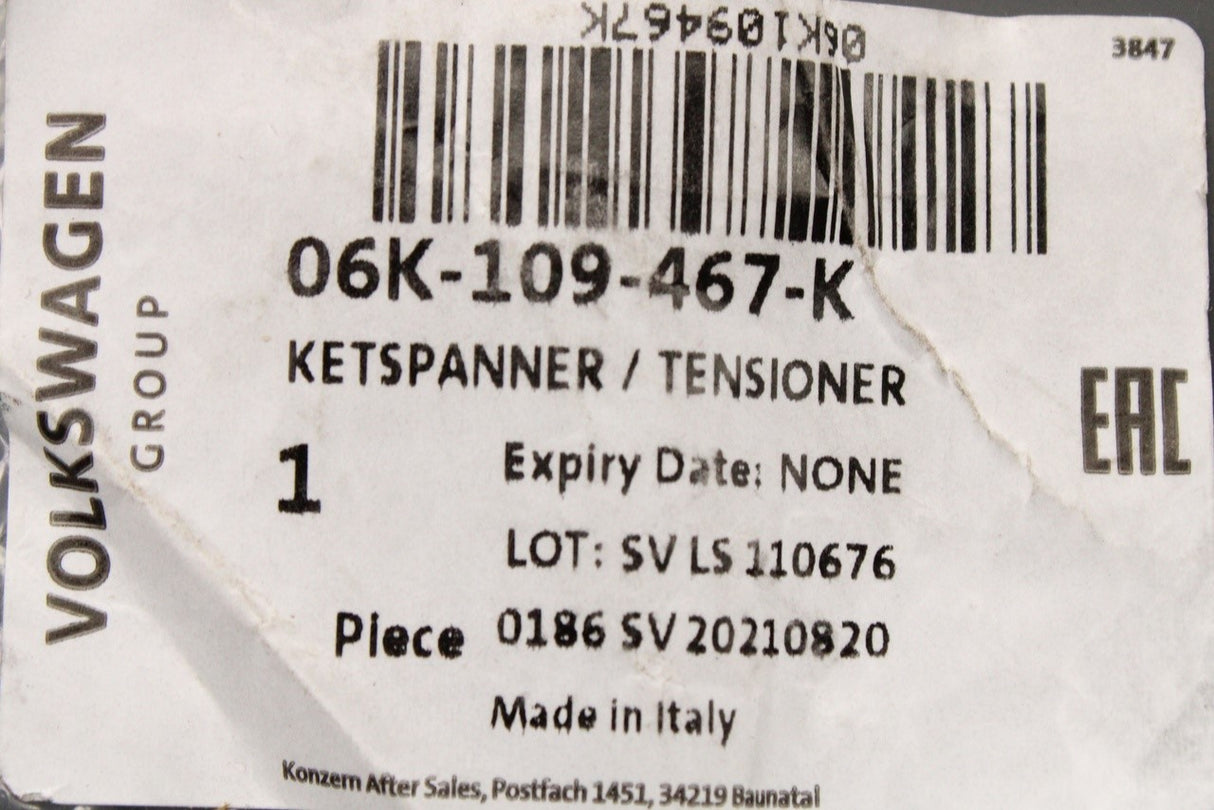 06K109467K
3847
VOLKSWAGEN
GROUP
06K-109-467-K
KETSPANNER / TENSIONER
EAC
1
Expiry Date: NONE
LOT: SV LS 110676
Piece 0186 SV 20210820
Made in Italy
Konzern After Sales, Postfach 1451, 34219 Baunatal